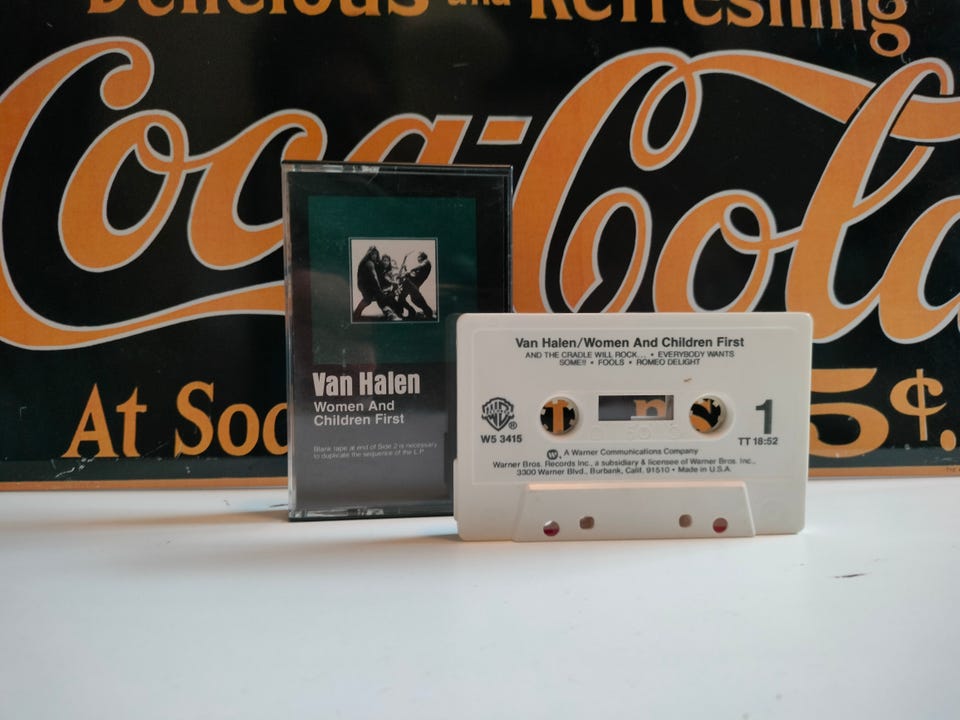 Delicious and Refreshing
Coca-Cola
At Soc
5¢.
Van Halen
Women And
Children First
Blank tape at end of Side 2 is necessary
to duplicate the sequence of the L.P.
Van Halen/Women And Children First
AND THE CRADLE WILL ROCK... • EVERYBODY WANTS
SOME!! • FOOLS • ROMEO DELIGHT
W5 3415
1
TT 18:52
A Warner Communications Company
Warner Bros. Records Inc., a subsidiary & licensee of Warner Bros. Inc.,
3300 Warner Blvd., Burbank, Calif. 91510 • Made in U.S.A.